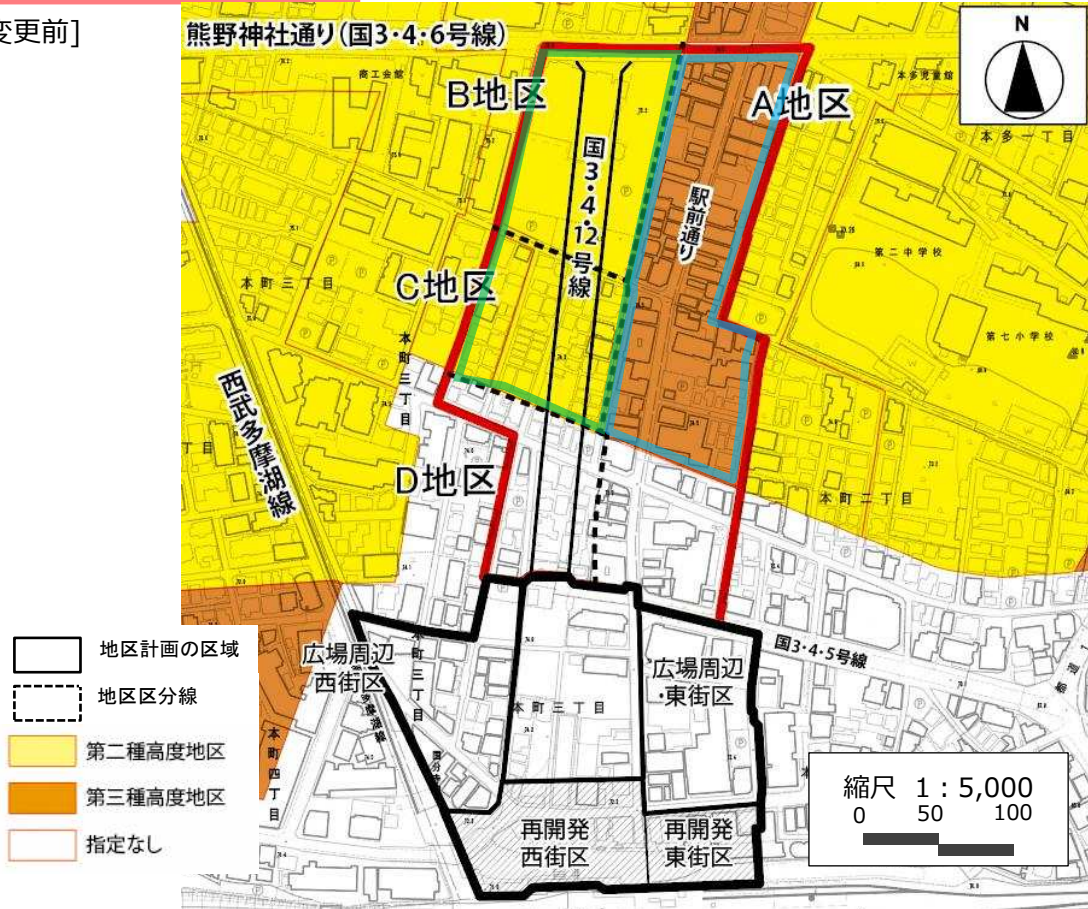 変更前]
熊野神社通り(国3・4・6号線)
N
商工会館
B地区
A地区
本多児童館
本多一丁目
国3・4・12号線
駅前通り
第二中学校
本町三丁目
C地区
第七小学校
本町三丁目
西武多摩湖線
丁目
D地区
本町二丁目
国3・4・5号線
地区計画の区域
地区区分線
第二種高度地区
第三種高度地区
指定なし
広場周辺
西街区
本町三丁目
本町三丁目
広場周辺
・東街区
本町四丁目
再開発
西街区
再開発
東街区
縮尺 1:5,000
0 50 100